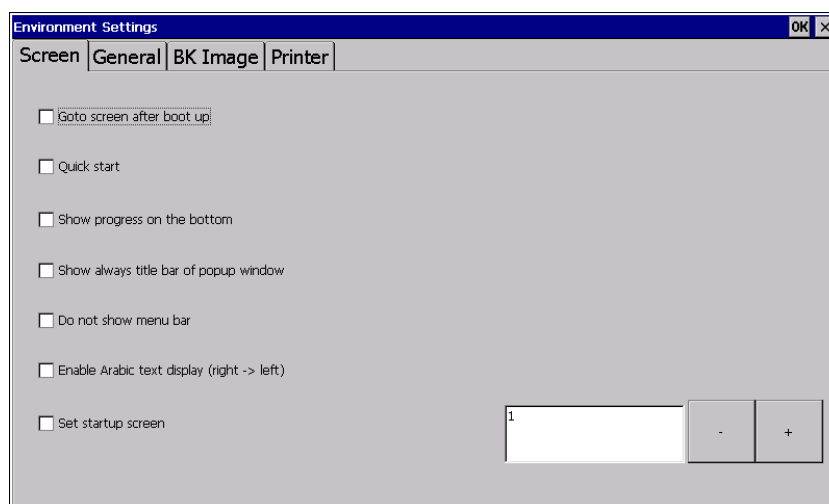 Environment Settings OK ×
Screen General BK Image Printer
Goto screen after boot up
Quick start
Show progress on the bottom
Show always title bar of popup window
Do not show menu bar
Enable Arabic text display (right -> left)
Set startup screen 1 - +